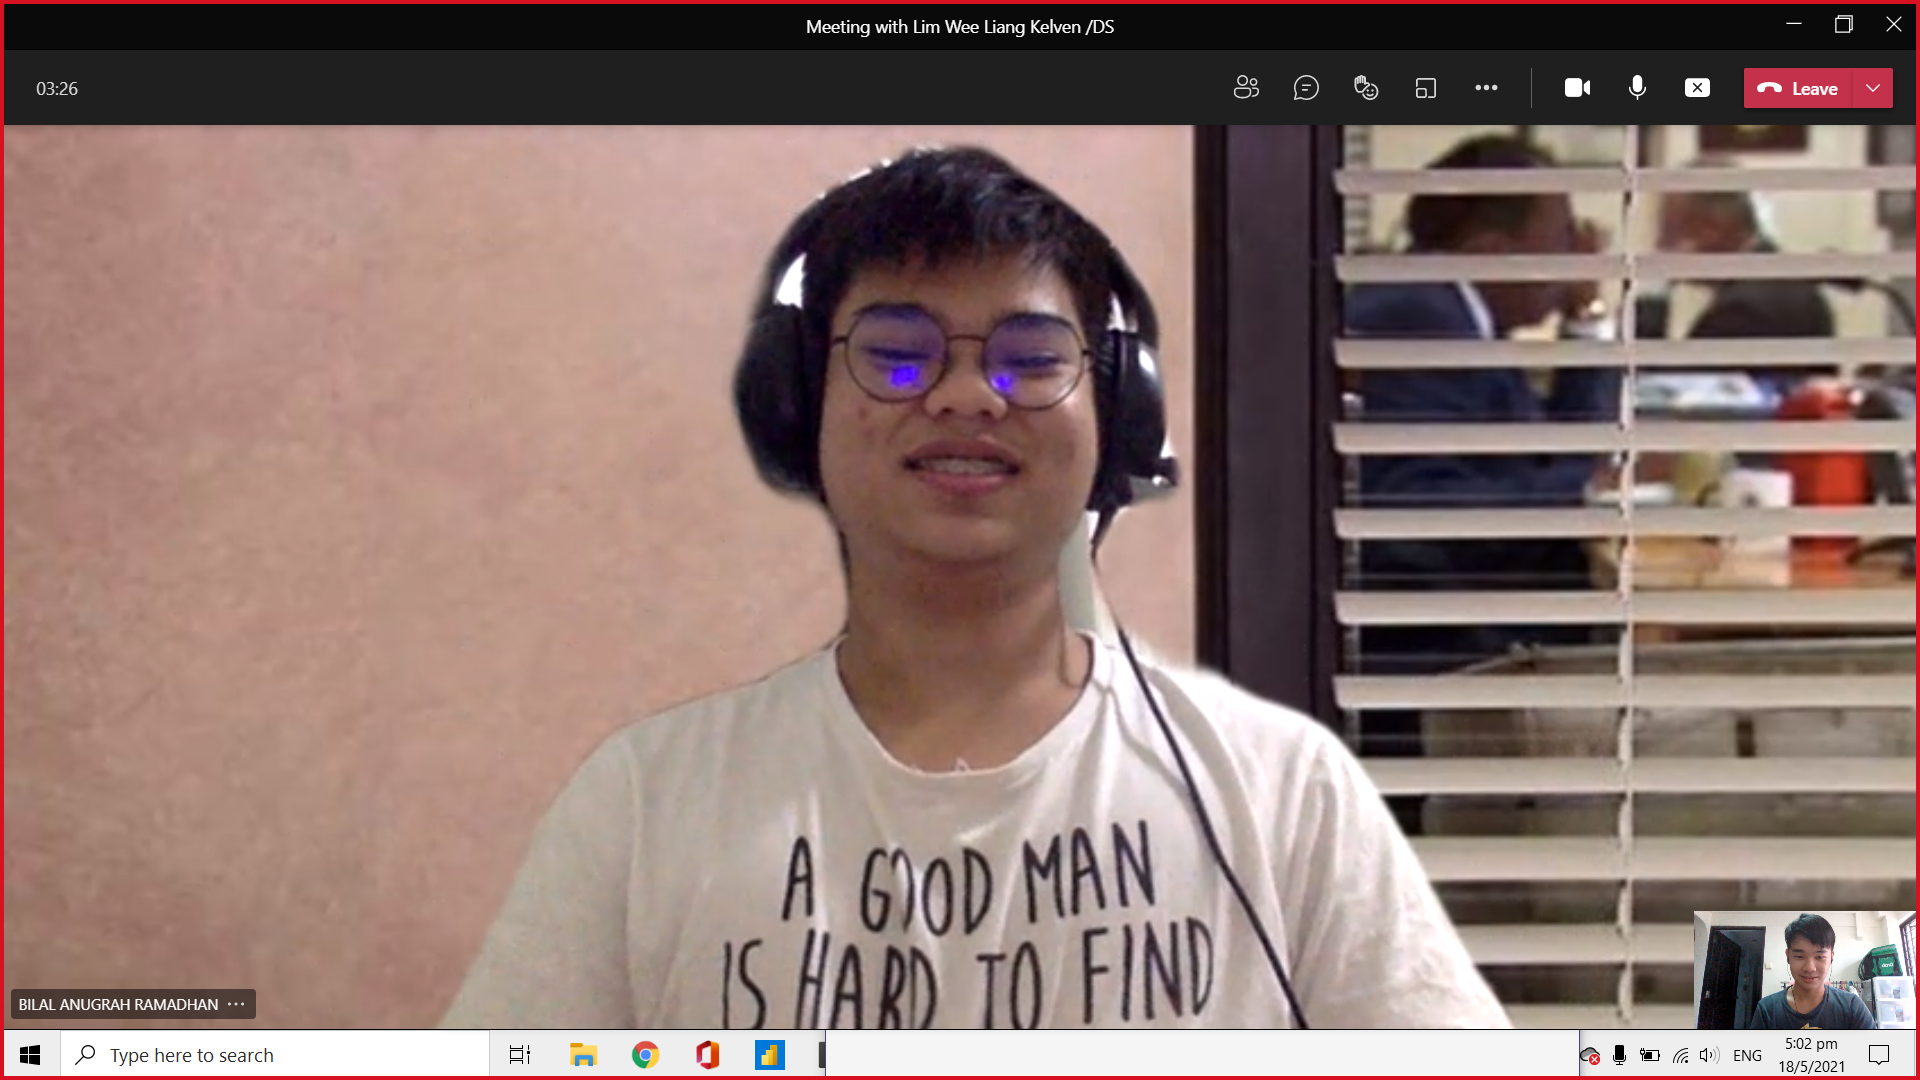 Meeting with Lim Wee Liang Kelven /DS
03:26
Leave
A GOOD MAN
IS HARD TO FIND
BILAL ANUGRAH RAMADHAN
Type here to search
ENG
5:02 pm
18/5/2021